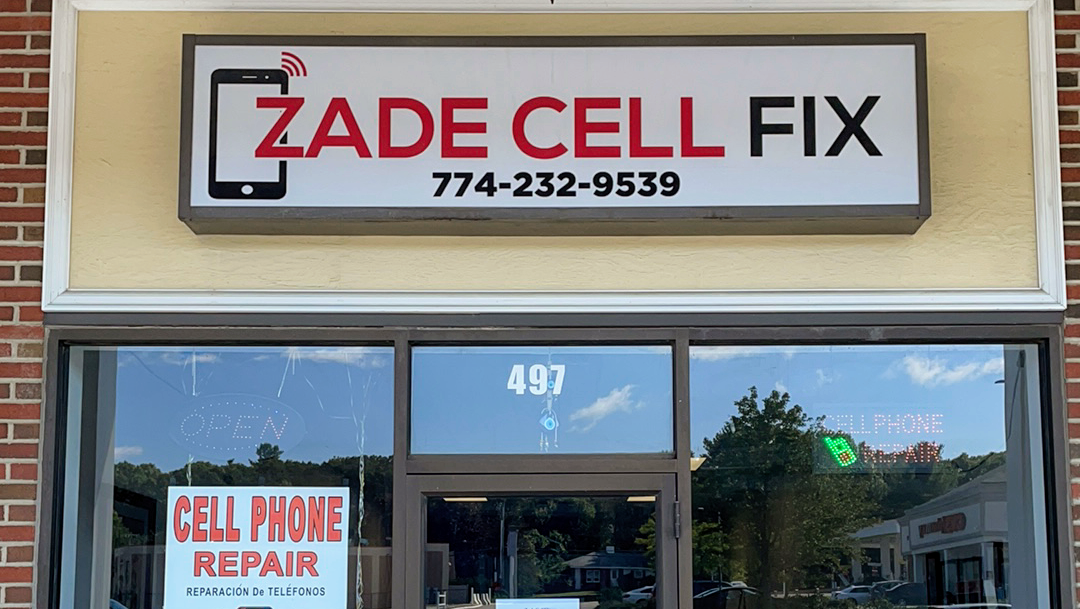 ZADE CELL FIX
774-232-9539
497
OPEN
CELLPHONE
REPAIR
CELL PHONE
REPAIR
REPARACIÓN De TELÉFONOS